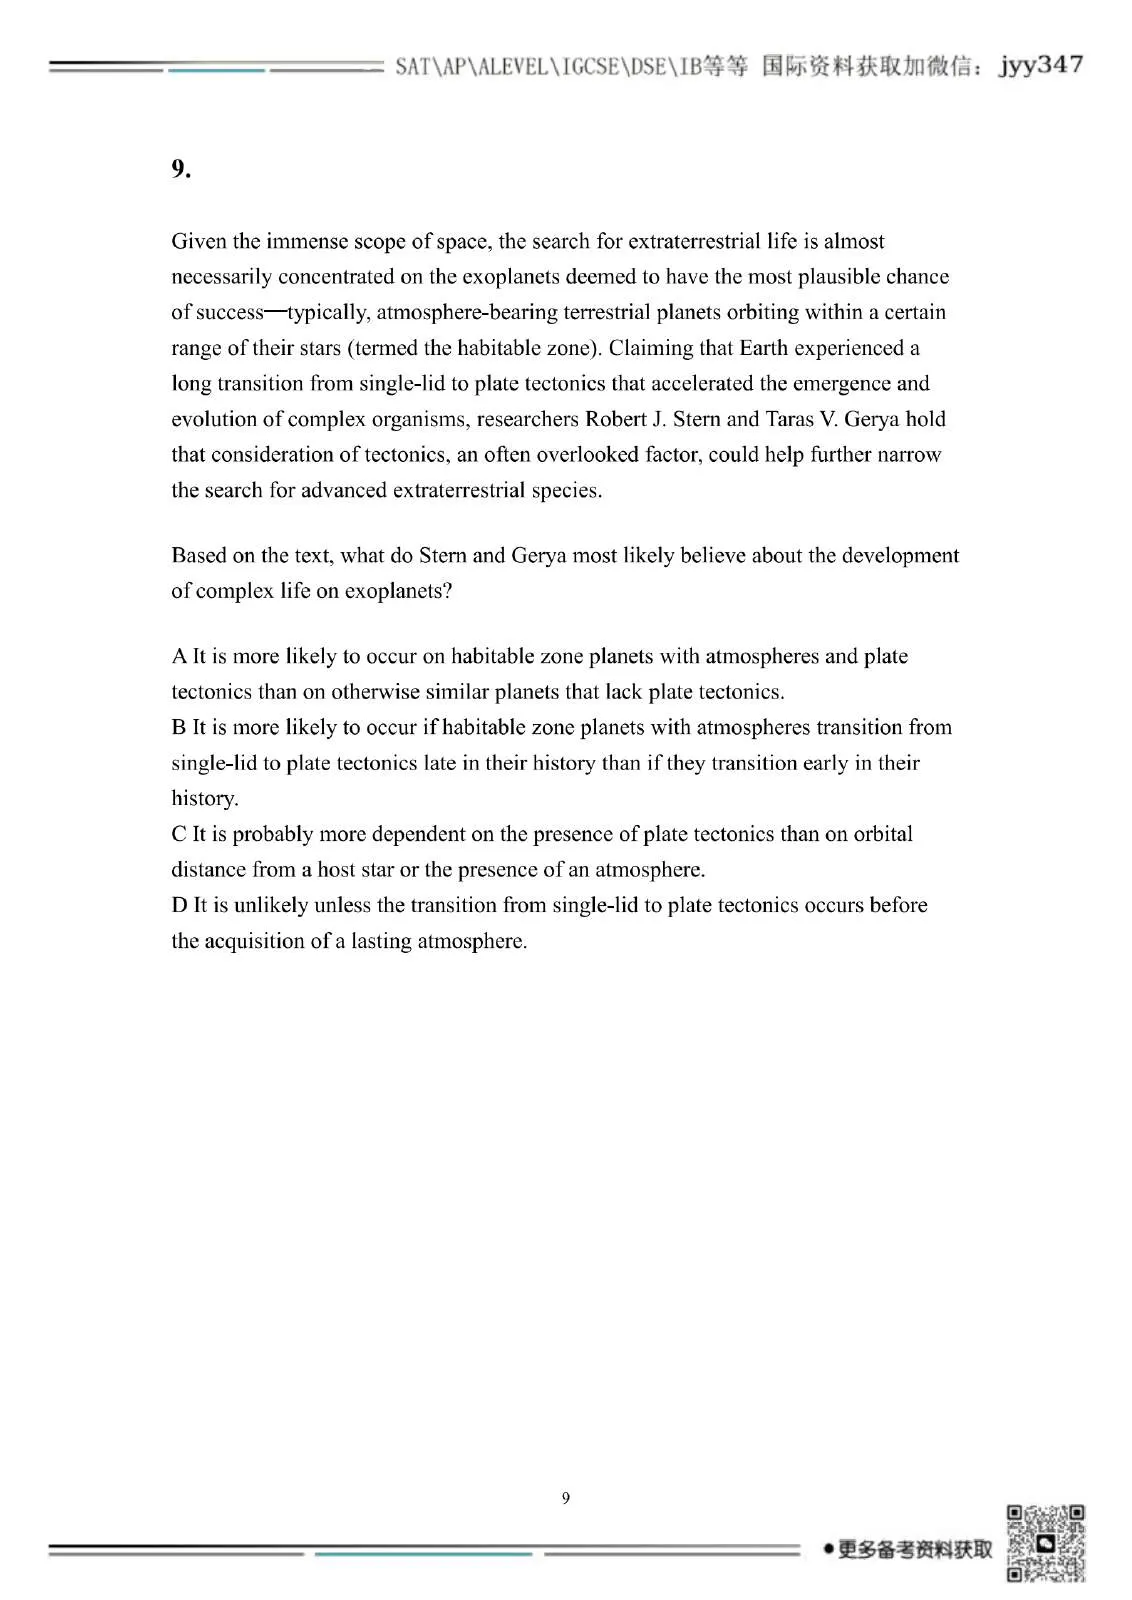 SAT\AP\ALEVEL\IGCSE\DSE\IB等等 国际资料获取加微信：jyy347
9.
Given the immense scope of space, the search for extraterrestrial life is almost
necessarily concentrated on the exoplanets deemed to have the most plausible chance
of success—typically, atmosphere-bearing terrestrial planets orbiting within a certain
range of their stars (termed the habitable zone). Claiming that Earth experienced a
long transition from single-lid to plate tectonics that accelerated the emergence and
evolution of complex organisms, researchers Robert J. Stern and Taras V. Gerya hold
that consideration of tectonics, an often overlooked factor, could help further narrow
the search for advanced extraterrestrial species.
Based on the text, what do Stern and Gerya most likely believe about the development
of complex life on exoplanets?
A It is more likely to occur on habitable zone planets with atmospheres and plate
tectonics than on otherwise similar planets that lack plate tectonics.
B It is more likely to occur if habitable zone planets with atmospheres transition from
single-lid to plate tectonics late in their history than if they transition early in their
history.
C It is probably more dependent on the presence of plate tectonics than on orbital
distance from a host star or the presence of an atmosphere.
D It is unlikely unless the transition from single-lid to plate tectonics occurs before
the acquisition of a lasting atmosphere.
9
●更多备考资料获取